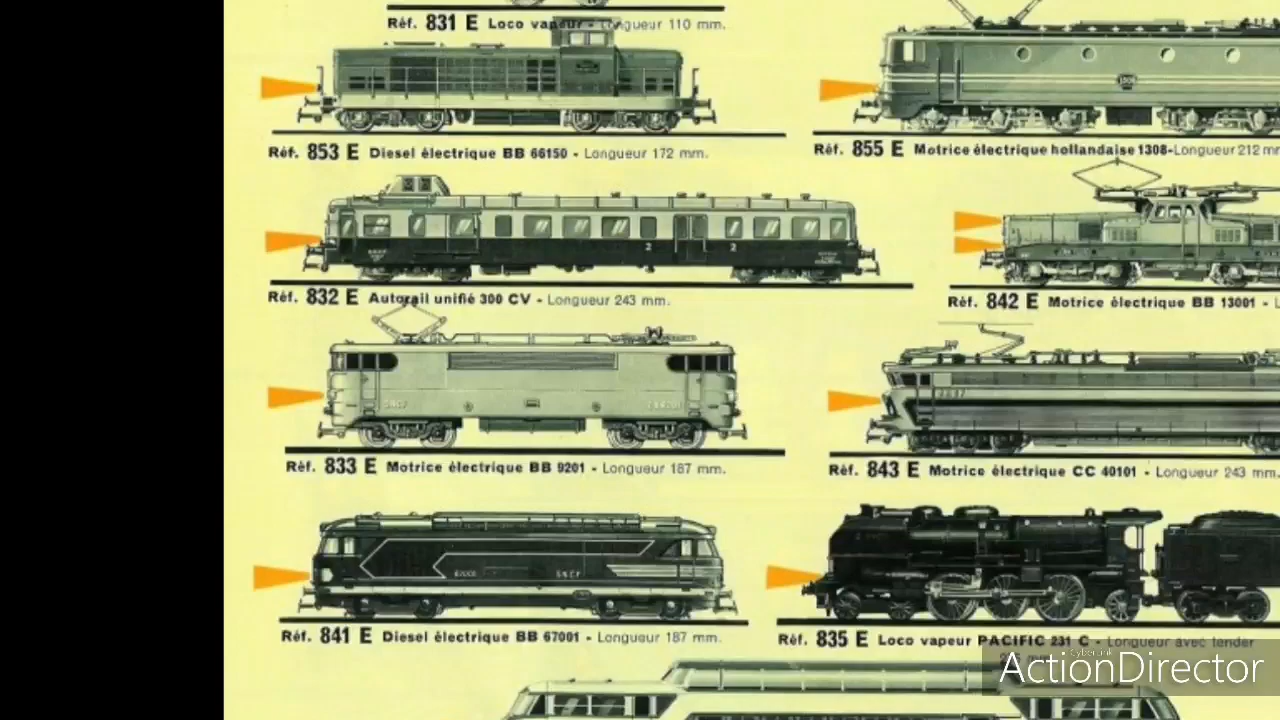 Réf. 831 E Loco vapeur - Longueur 110 mm.
Réf. 853 E Diesel électrique BB 66150 - Longueur 172 mm.
Réf. 855 E Motrice électrique hollandaise 1308-Longueur 212 mm
Réf. 832 E Autorail unifié 300 CV - Longueur 243 mm.
Réf. 842 E Motrice électrique BB 13001 -
Réf. 833 E Motrice électrique BB 9201 - Longueur 187 mm.
Réf. 843 E Motrice électrique CC 40101 - Longueur 243 mm.
Réf. 841 E Diesel électrique BB 67001 - Longueur 187 mm.
Réf. 835 E Loco vapeur PACIFIC 231 C - Longueur avec tender
CyberLink
ActionDirector